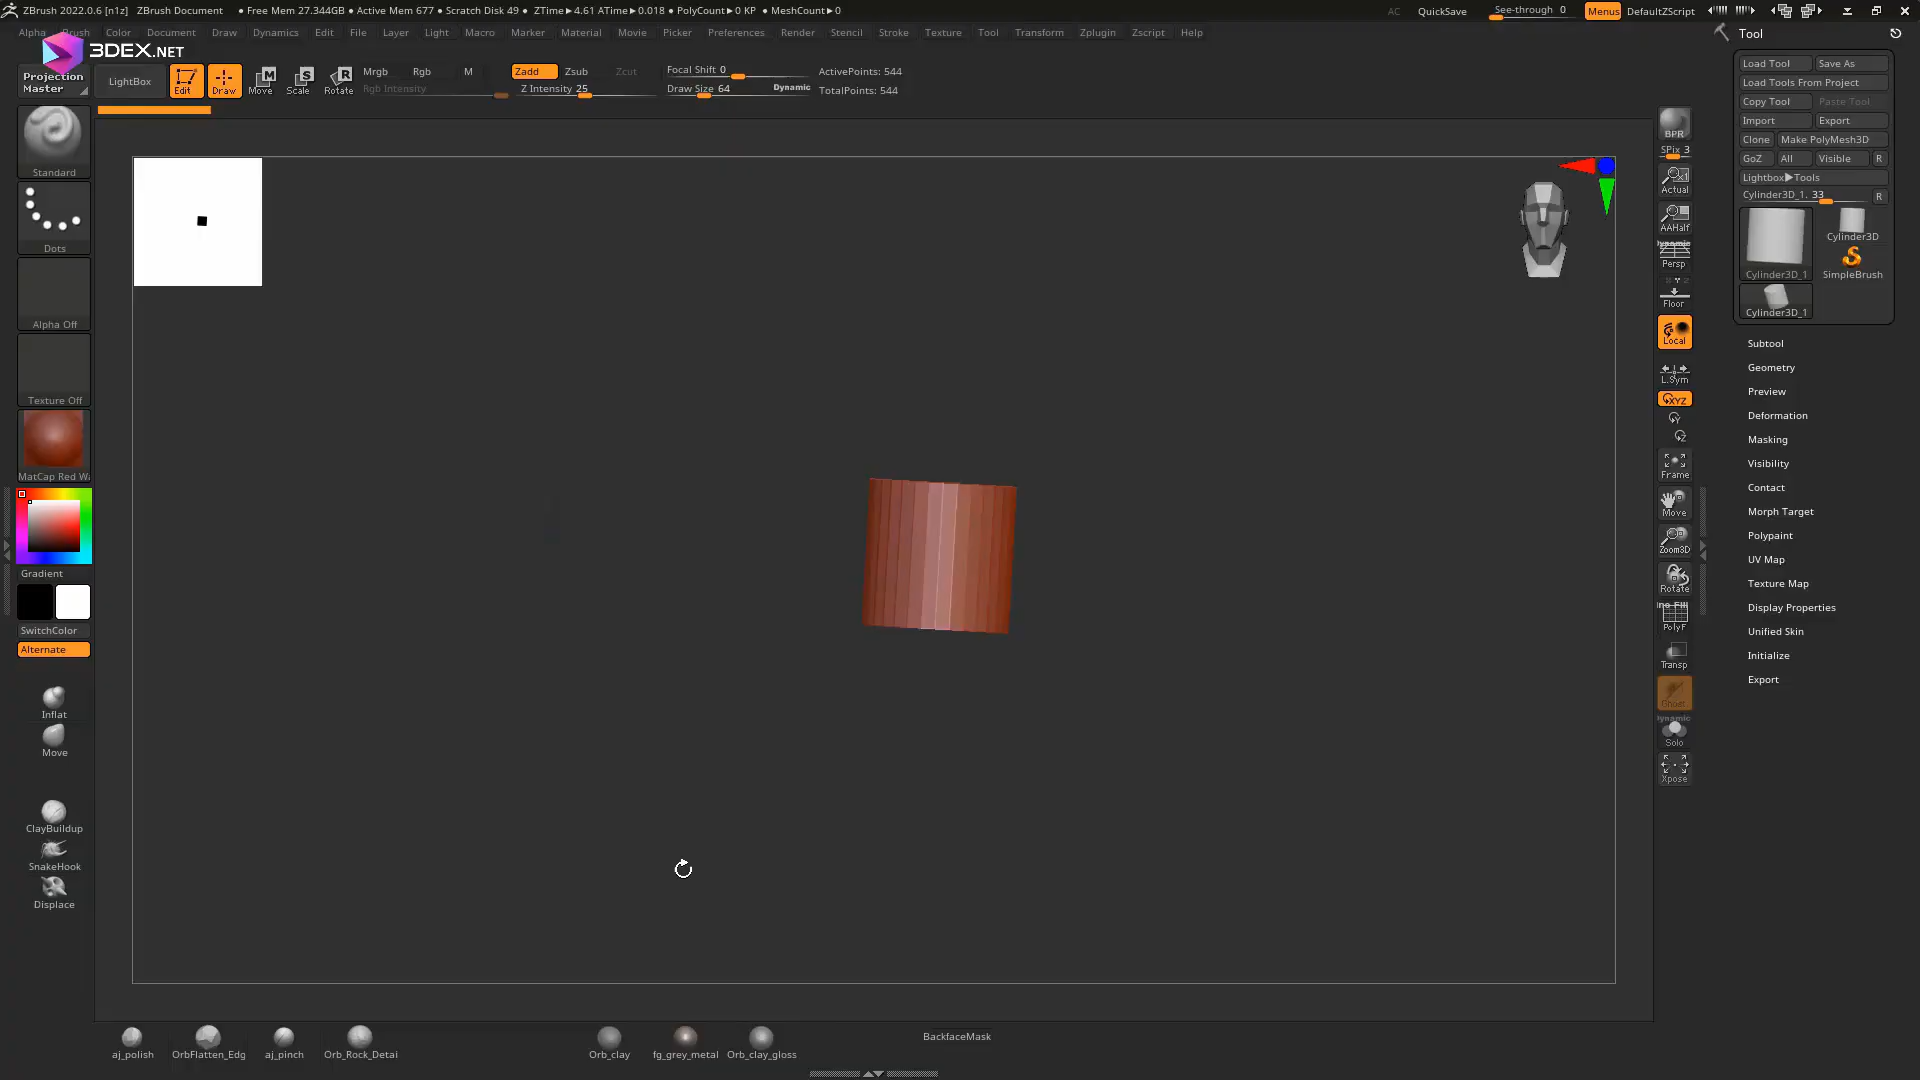 ZBrush 2022.0.6 [n1z] ZBrush Document • Free Mem 27.344GB • Active Mem 677 • Scratch Disk 49 • ZTime▶4.61 ATime▶0.018 • PolyCount▶0 KP • MeshCount▶0 AC QuickSave See-through 0 Menus DefaultZScript
Alpha Brush Color Document Draw Dynamics Edit File Layer Light Macro Marker Material Movie Picker Preferences Render Stencil Stroke Texture Tool Transform Zplugin Zscript Help
3DEX.NET
Projection Master
LightBox
Edit
Draw
Move
Scale
Rotate
Mrgb Rgb M
Rgb Intensity
Zadd Zsub Zcut
Z Intensity 25
Focal Shift 0
Draw Size 64 Dynamic
ActivePoints: 544
TotalPoints: 544
Standard
Dots
Alpha Off
Texture Off
MatCap Red W
Gradient
SwitchColor
Alternate
Inflat
Move
ClayBuildup
SnakeHook
Displace
BPR
SPix 3
Actual
AAHalf
Dynamic
Persp
Floor
Local
L.Sym
XYZ
Frame
Move
Zoom3D
Rotate
PolyF
Transp
Ghost
Dynamic
Solo
Xpose
Tool
Load Tool Save As
Load Tools From Project
Copy Tool Paste Tool
Import Export
Clone Make PolyMesh3D
GoZ All Visible R
Lightbox▶Tools
Cylinder3D_1. 33 R
Cylinder3D_1
Cylinder3D
SimpleBrush
Cylinder3D_1
Subtool
Geometry
Preview
Deformation
Masking
Visibility
Contact
Morph Target
Polypaint
UV Map
Texture Map
Display Properties
Unified Skin
Initialize
Export
aj_polish OrbFlatten_Edg aj_pinch Orb_Rock_Detai Orb_clay fg_grey_metal Orb_clay_gloss BackfaceMask